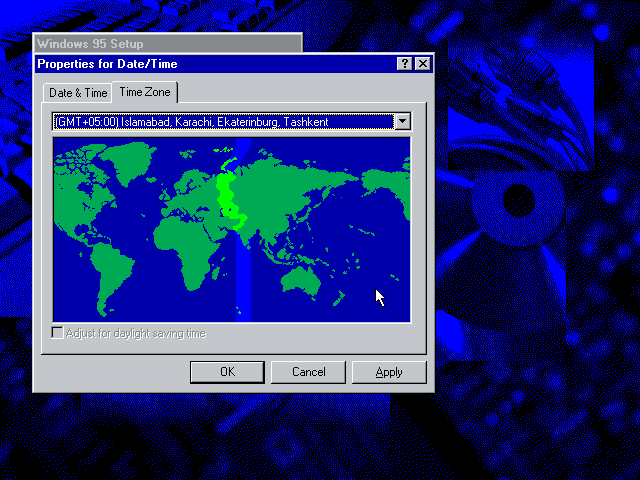 Windows 95 Setup
Properties for Date/Time
Date & Time
Time Zone
(GMT+05:00) Islamabad, Karachi, Ekaterinburg, Tashkent
Adjust for daylight saving time
OK
Cancel
Apply